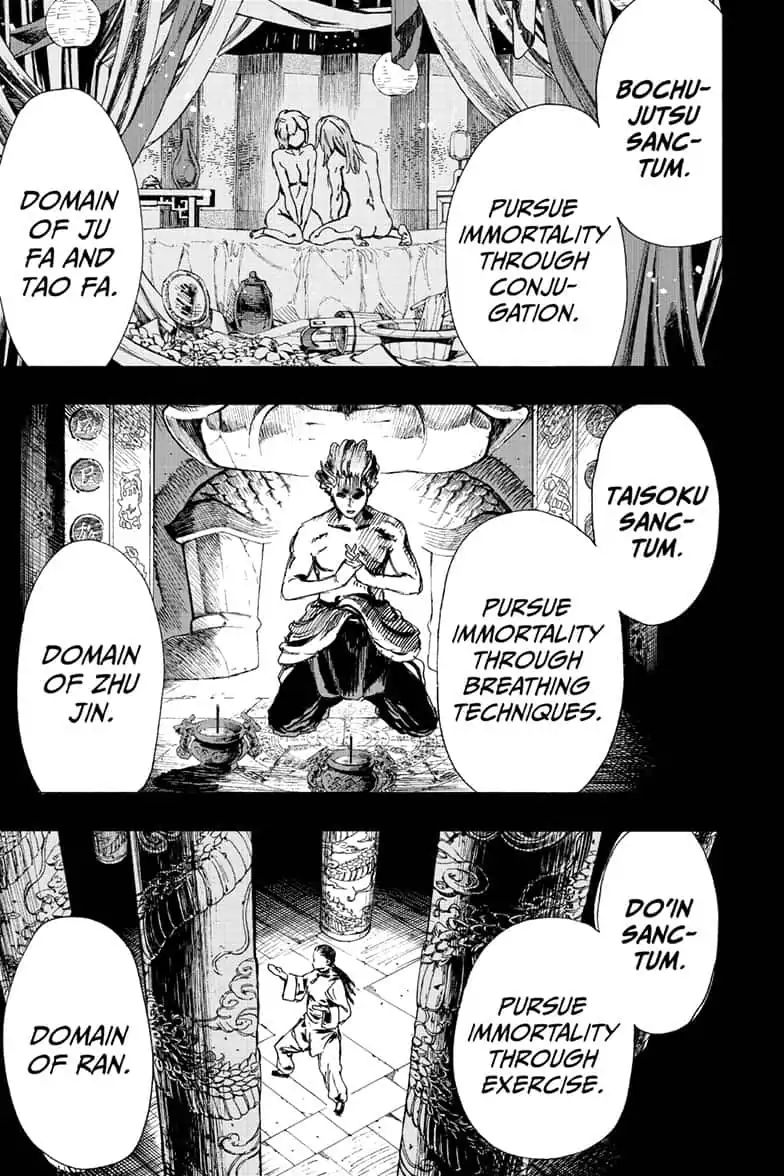 BOCHU-
JUTSU
SANC-
TUM.
PURSUE
IMMORTALITY
THROUGH
CONJU-
GATION.
DOMAIN
OF JU
FA AND
TAO FA.
TAISOKU
SANC-
TUM.
PURSUE
IMMORTALITY
THROUGH
BREATHING
TECHNIQUES.
DOMAIN
OF ZHU
JIN.
DO'IN
SANC-
TUM.
PURSUE
IMMORTALITY
THROUGH
EXERCISE.
DOMAIN
OF RAN.